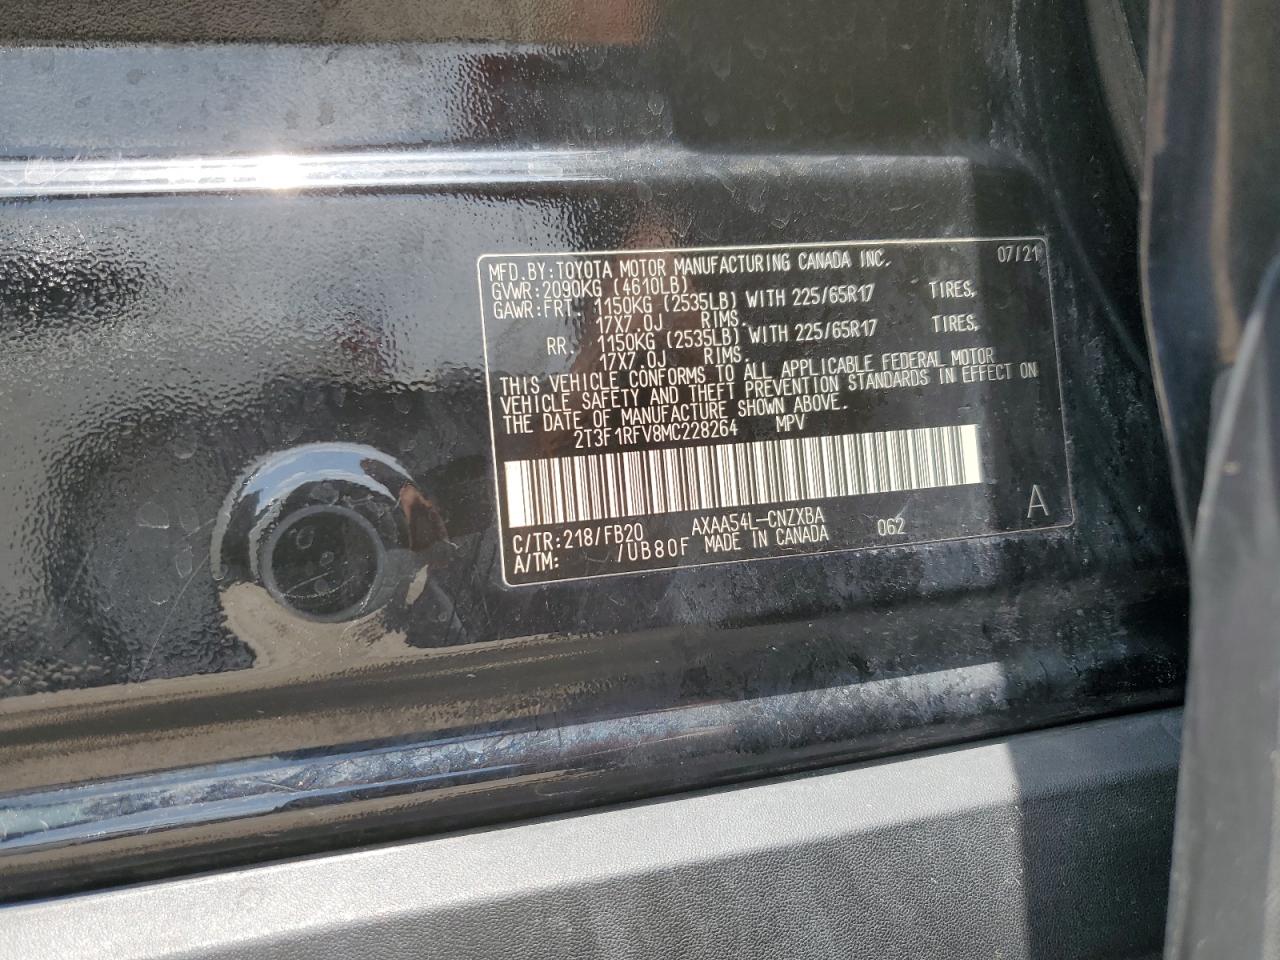 MFD.BY:TOYOTA MOTOR MANUFACTURING CANADA INC. 07/21
GVWR:2090KG (4610LB)
GAWR:FRT. 1150KG (2535LB) WITH 225/65R17 TIRES,
17X7.0J RIMS.
RR. 1150KG (2535LB) WITH 225/65R17 TIRES,
17X7.0J RIMS.
THIS VEHICLE CONFORMS TO ALL APPLICABLE FEDERAL MOTOR
VEHICLE SAFETY AND THEFT PREVENTION STANDARDS IN EFFECT ON
THE DATE OF MANUFACTURE SHOWN ABOVE.
2T3F1RFV8MC228264 MPV
C/TR:218/FB20 AXAA54L-CNZXBA 062 A
A/TM: /UB80F MADE IN CANADA